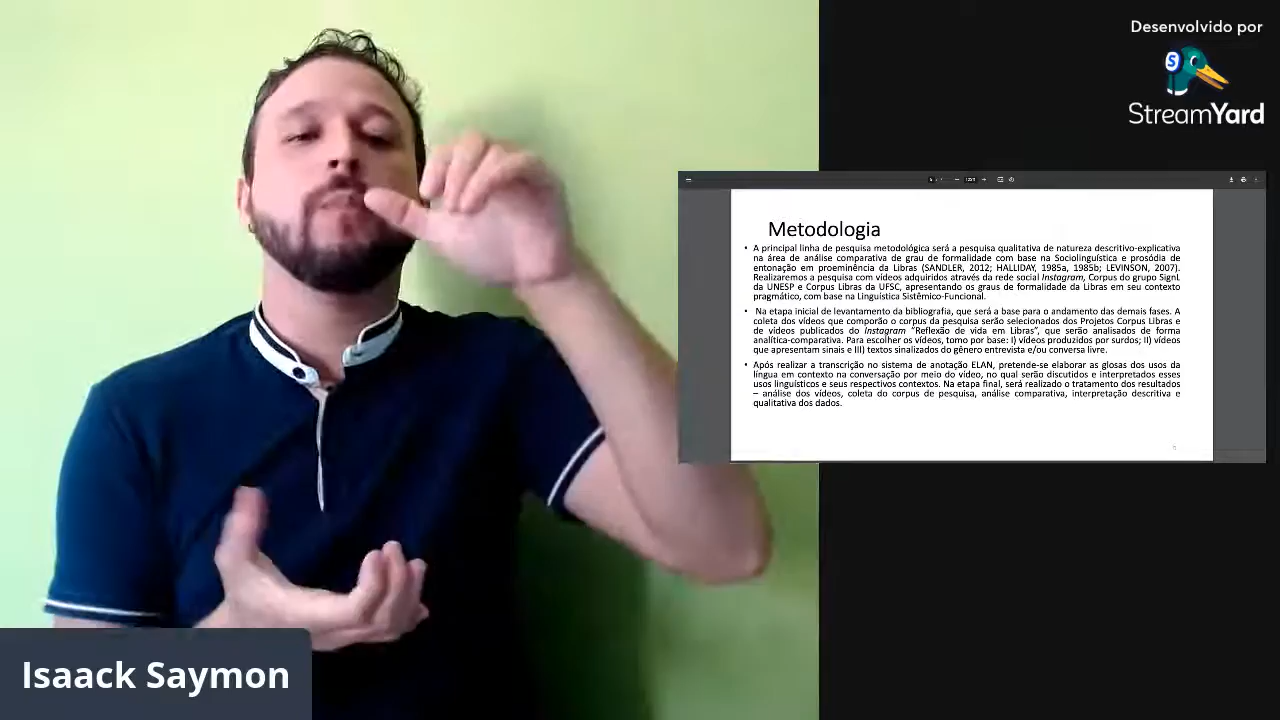 Desenvolvido por
StreamYard
Metodologia
• A principal linha de pesquisa metodológica será a pesquisa qualitativa de natureza descritivo-explicativa
na área de análise comparativa de grau de formalidade com base na Sociolinguística e prosódia de
entonação em proeminência da Libras (SANDLER, 2012; HALLIDAY, 1985a, 1985b; LEVINSON, 2007).
Realizaremos a pesquisa com vídeos adquiridos através da rede social Instagram, Corpus do grupo SignL
da UNESP e Corpus Libras da UFSC, apresentando os graus de formalidade da Libras em seu contexto
pragmático, com base na Linguística Sistêmico-Funcional.
• Na etapa inicial de levantamento da bibliografia, que será a base para o andamento das demais fases. A
coleta dos vídeos que comporão o corpus da pesquisa serão selecionados dos Projetos Corpus Libras e
de vídeos publicados do Instagram “Reflexão de vida em Libras”, que serão analisados de forma
analítica-comparativa. Para escolher os vídeos, tomo por base: I) vídeos produzidos por surdos; II) vídeos
que apresentam sinais e III) textos sinalizados do gênero entrevista e/ou conversa livre.
• Após realizar a transcrição no sistema de anotação ELAN, pretende-se elaborar as glosas dos usos da
língua em contexto na conversação por meio do vídeo, no qual serão discutidos e interpretados esses
usos linguísticos e seus respectivos contextos. Na etapa final, será realizado o tratamento dos resultados
– análise dos vídeos, coleta do corpus de pesquisa, análise comparativa, interpretação descritiva e
qualitativa dos dados.
Isaack Saymon